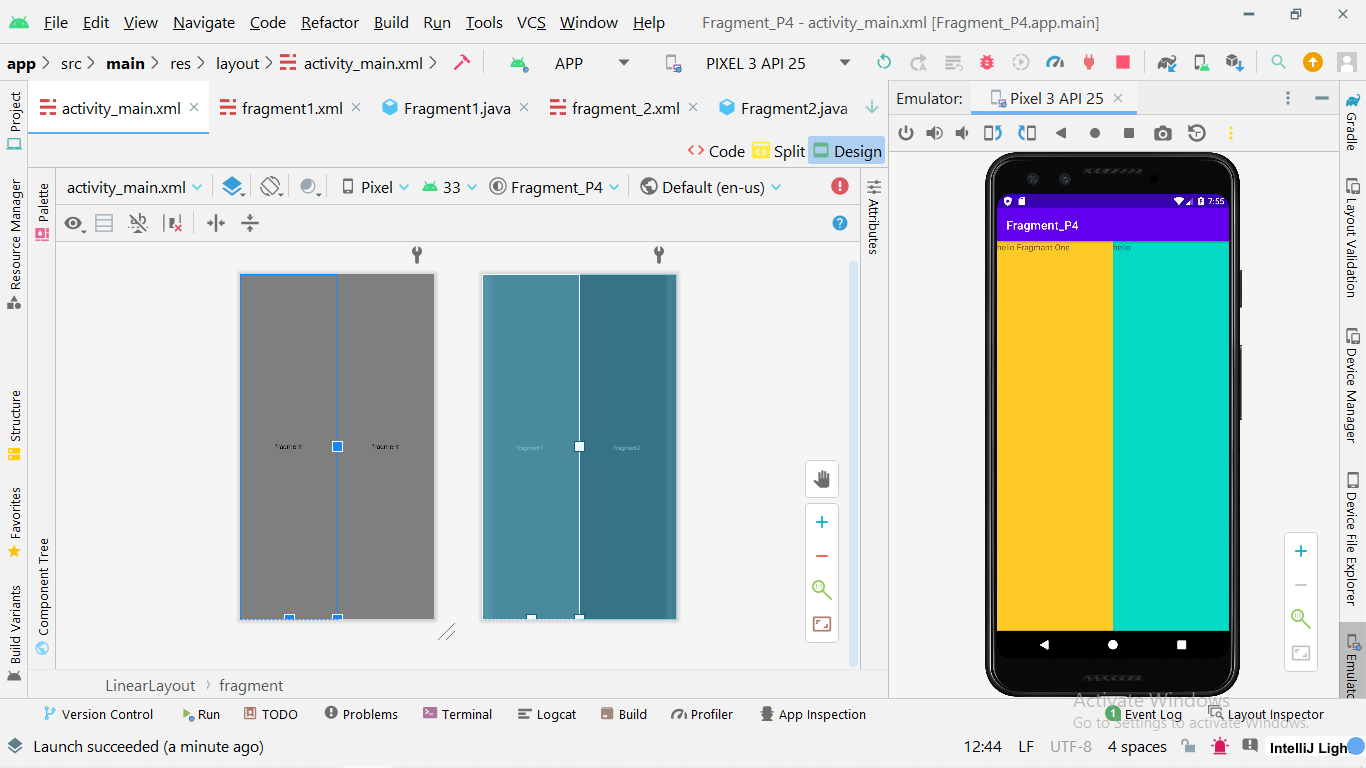 File Edit View Navigate Code Refactor Build Run Tools VCS Window Help Fragment_P4 - activity_main.xml [Fragment_P4.app.main]
app src main res layout activity_main.xml APP PIXEL 3 API 25
activity_main.xml fragment1.xml Fragment1.java fragment_2.xml Fragment2.java
Emulator: Pixel 3 API 25
Code Split Design
activity_main.xml Pixel 33 Fragment_P4 Default (en-us)
Project
Resource Manager
Structure
Favorites
Build Variants
Palette
Component Tree
Attributes
fragment fragment
fragment1 fragment2
7:55
Fragment_P4
hello Fragmant One hello
Gradle
Layout Validation
Device Manager
Device File Explorer
Emulato
LinearLayout fragment
Activate Windows
Go to Settings to activate Windows.
Version Control Run TODO Problems Terminal Logcat Build Profiler App Inspection 1 Event Log Layout Inspector
Launch succeeded (a minute ago) 12:44 LF UTF-8 4 spaces IntelliJ Ligh